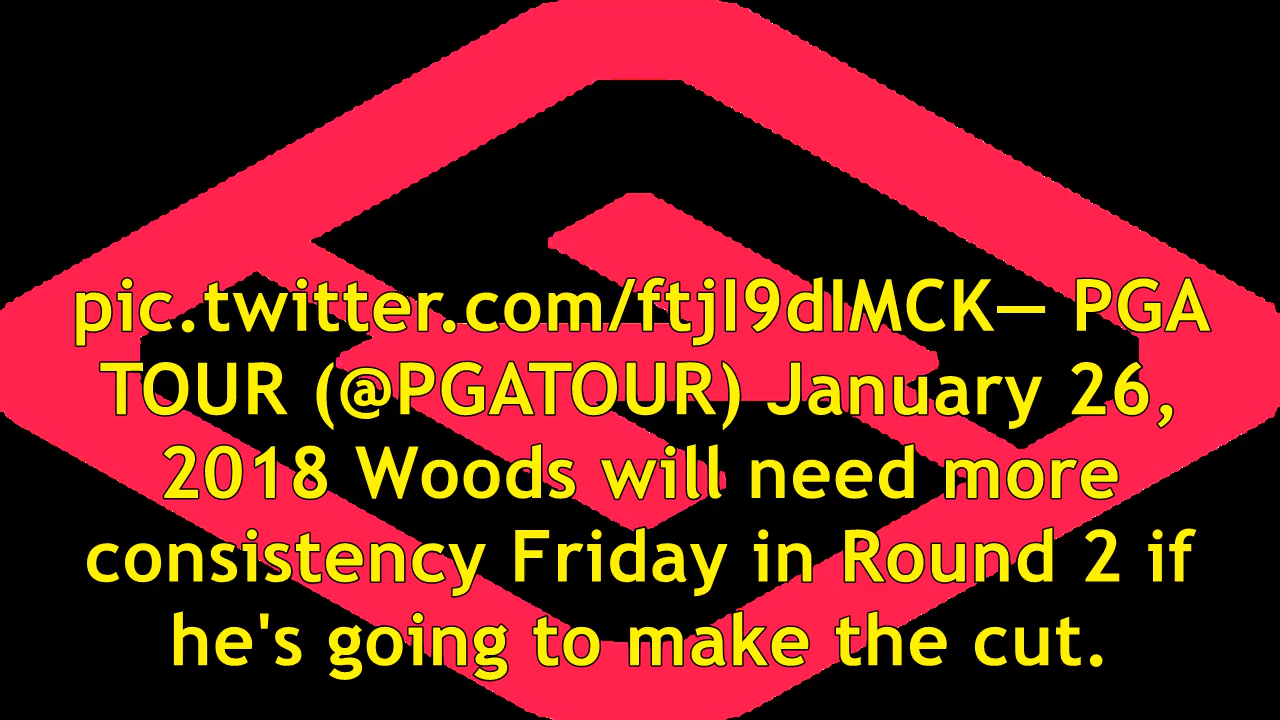 pic.twitter.com/ftjI9dIMCK— PGA
TOUR (@PGATOUR) January 26,
2018 Woods will need more
consistency Friday in Round 2 if
he's going to make the cut.